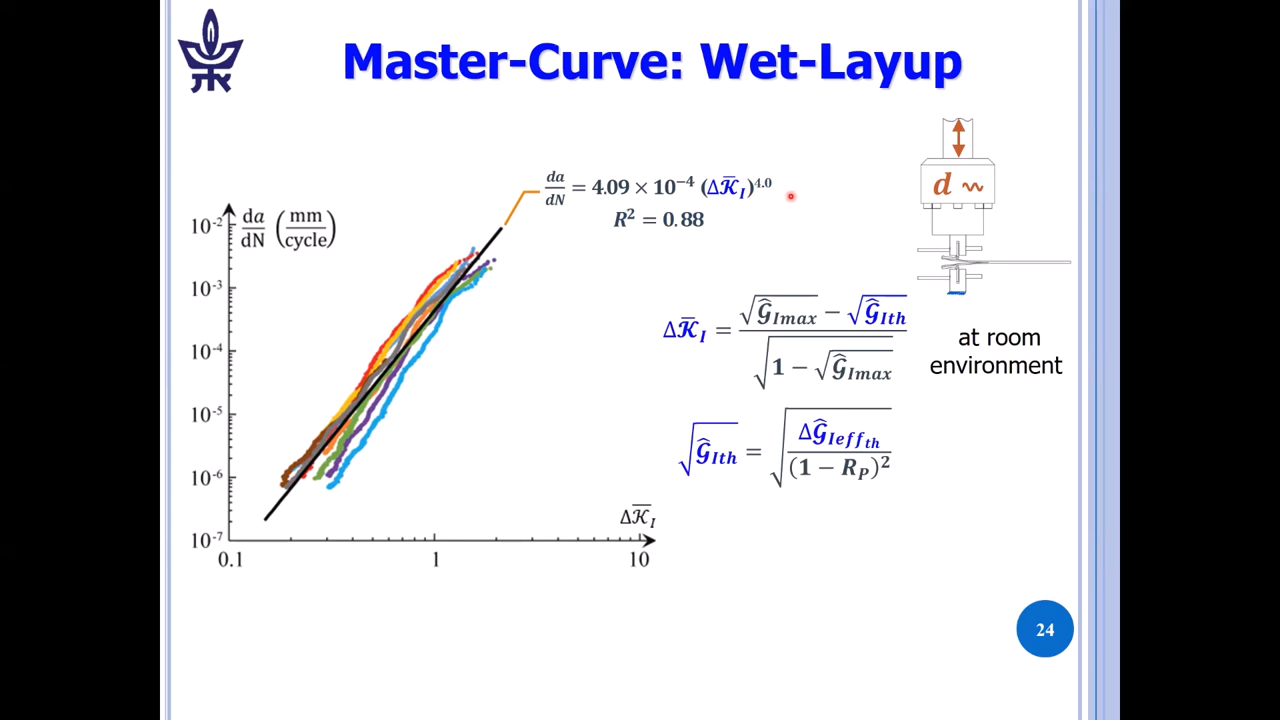 Master-Curve: Wet-Layup
da/dN = 4.09 × 10⁻⁴ (Δ𝒦̅_I)^4.0
R² = 0.88
da/dN (mm/cycle)
10⁻²
10⁻³
10⁻⁴
10⁻⁵
10⁻⁶
10⁻⁷
0.1
1
10
Δ𝒦̅_I
d
at room
environment
Δ𝒦̅_I = (√𝒢̂_Imax − √𝒢̂_Ith) / √(1 − √𝒢̂_Imax)
√𝒢̂_Ith = √(Δ𝒢̂_Ieff_th / (1 − R_P)²)
24